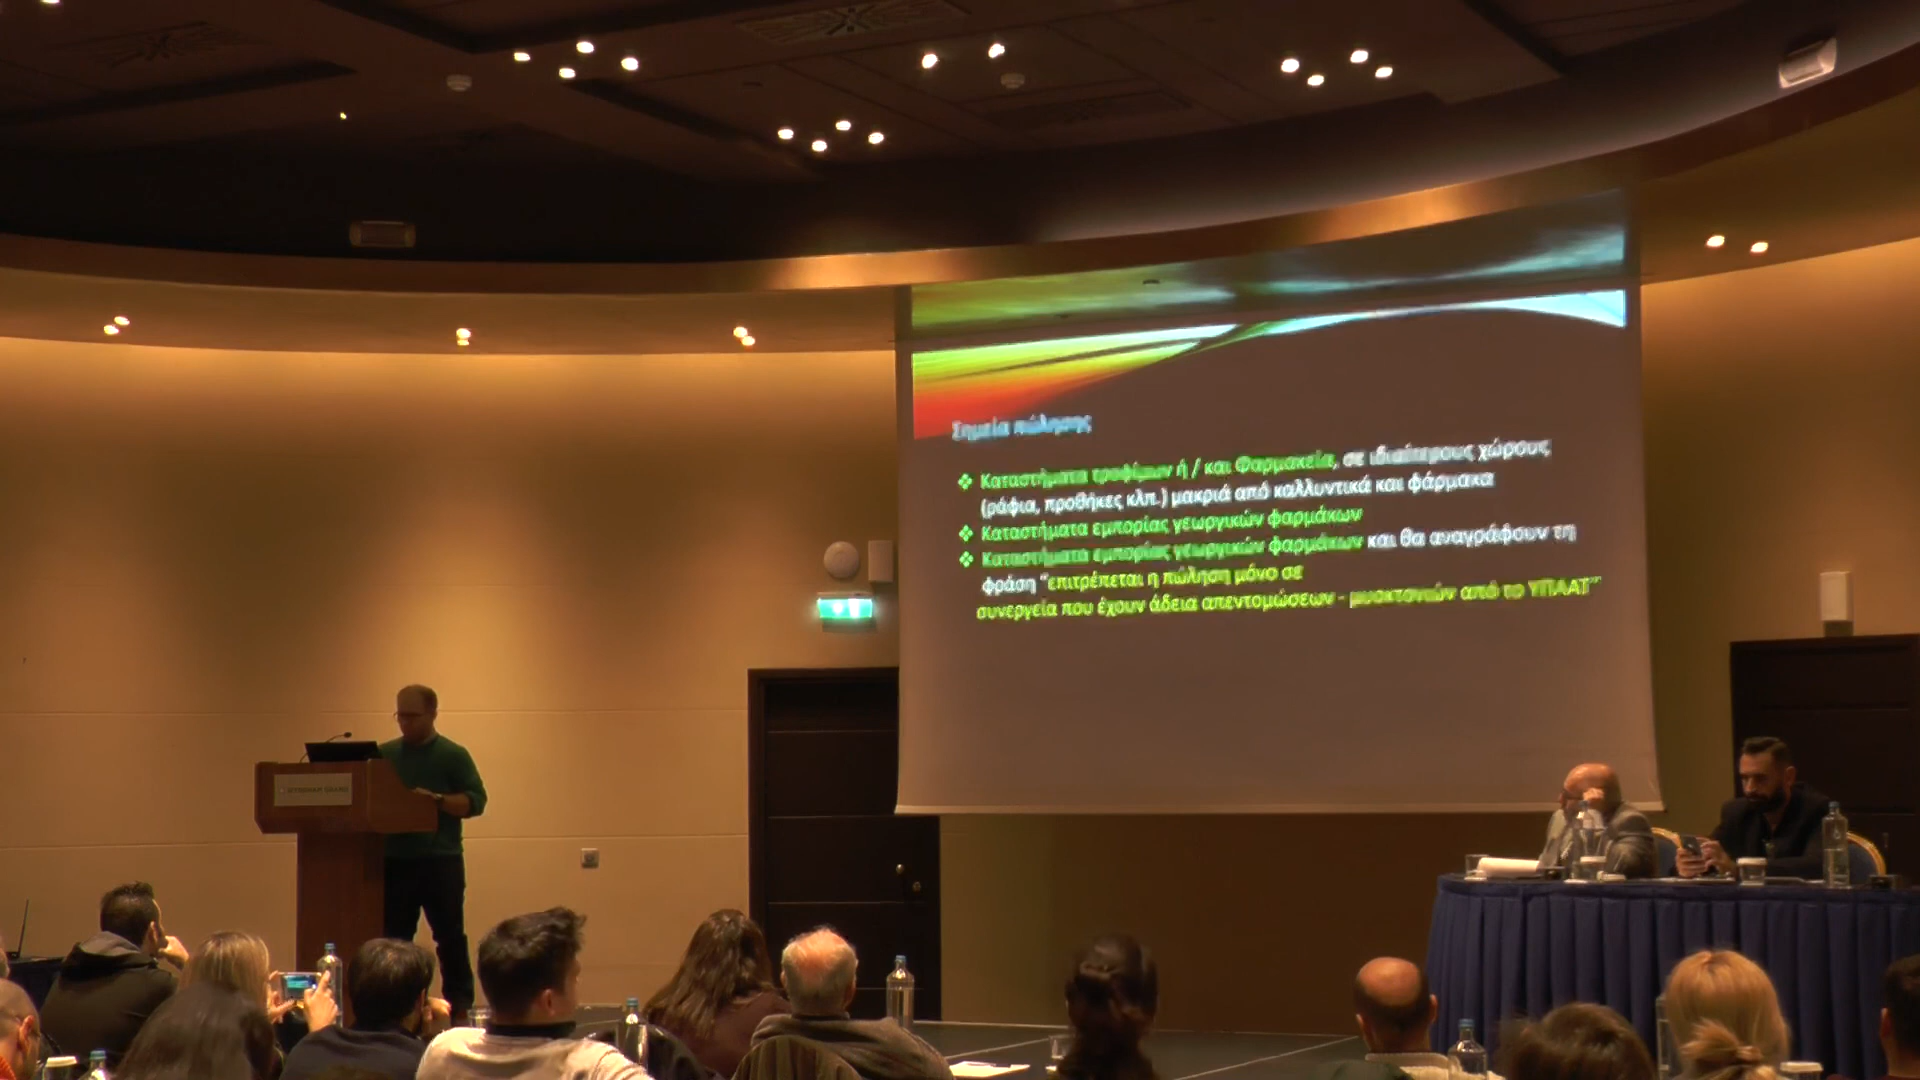 Σημεία πώλησης
❖ Καταστήματα τροφίμων ή / και Φαρμακεία, σε ιδιαίτερους χώρους
(ράφια, προθήκες κλπ.) μακριά από καλλυντικά και φάρμακα
❖ Καταστήματα εμπορίας γεωργικών φαρμάκων
❖ Καταστήματα εμπορίας γεωργικών φαρμάκων και θα αναγράφουν τη
φράση “επιτρέπεται η πώληση μόνο σε
συνεργεία που έχουν άδεια απεντομώσεων - μυοκτονιών από το ΥΠΑΑΤ”